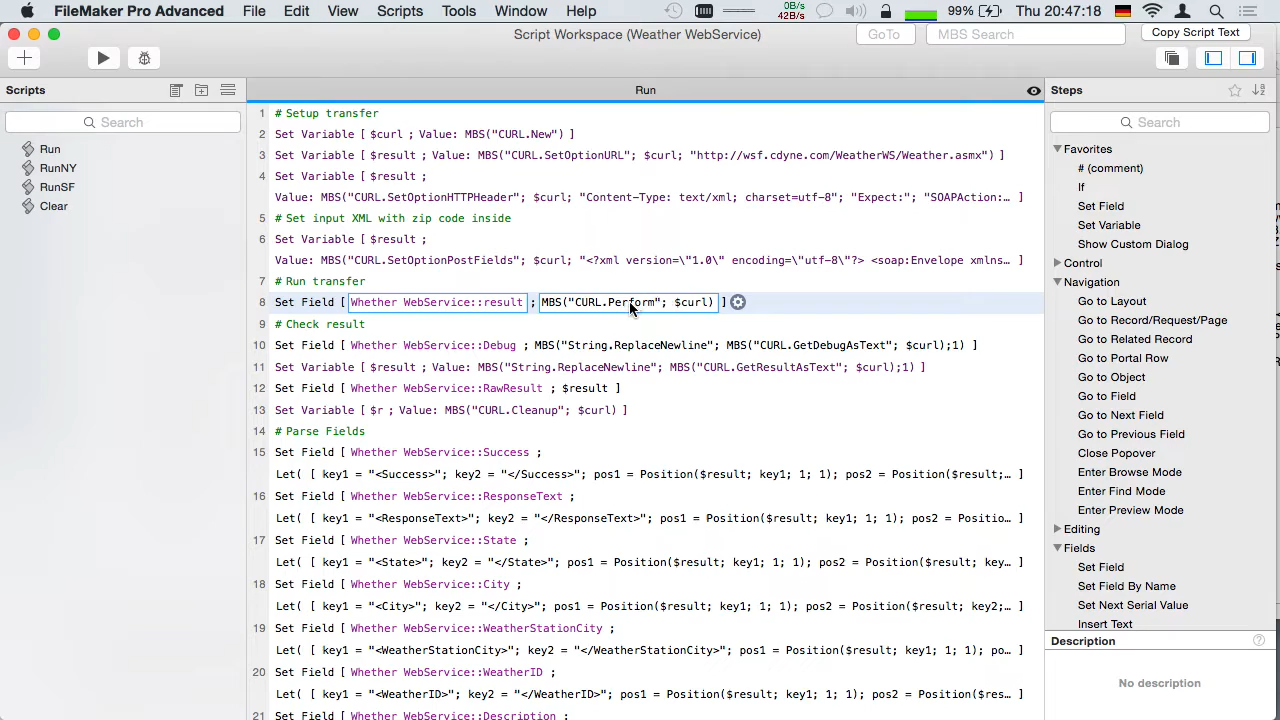 FileMaker Pro Advanced File Edit View Scripts Tools Window Help 0B/s 42B/s 99% Thu 20:47:18
Script Workspace (Weather WebService) GoTo MBS Search Copy Script Text
Scripts Run Steps
Search
Run
RunNY
RunSF
Clear
1 # Setup transfer
2 Set Variable [ $curl ; Value: MBS("CURL.New") ]
3 Set Variable [ $result ; Value: MBS("CURL.SetOptionURL"; $curl; "http://wsf.cdyne.com/WeatherWS/Weather.asmx") ]
4 Set Variable [ $result ;
Value: MBS("CURL.SetOptionHTTPHeader"; $curl; "Content-Type: text/xml; charset=utf-8"; "Expect:"; "SOAPAction:… ]
5 # Set input XML with zip code inside
6 Set Variable [ $result ;
Value: MBS("CURL.SetOptionPostFields"; $curl; "<?xml version=\"1.0\" encoding=\"utf-8\"?> <soap:Envelope xmlns… ]
7 # Run transfer
8 Set Field [ Whether WebService::result ; MBS("CURL.Perform"; $curl) ]
9 # Check result
10 Set Field [ Whether WebService::Debug ; MBS("String.ReplaceNewline"; MBS("CURL.GetDebugAsText"; $curl);1) ]
11 Set Variable [ $result ; Value: MBS("String.ReplaceNewline"; MBS("CURL.GetResultAsText"; $curl);1) ]
12 Set Field [ Whether WebService::RawResult ; $result ]
13 Set Variable [ $r ; Value: MBS("CURL.Cleanup"; $curl) ]
14 # Parse Fields
15 Set Field [ Whether WebService::Success ;
Let( [ key1 = "<Success>"; key2 = "</Success>"; pos1 = Position($result; key1; 1; 1); pos2 = Position($result;… ]
16 Set Field [ Whether WebService::ResponseText ;
Let( [ key1 = "<ResponseText>"; key2 = "</ResponseText>"; pos1 = Position($result; key1; 1; 1); pos2 = Positio… ]
17 Set Field [ Whether WebService::State ;
Let( [ key1 = "<State>"; key2 = "</State>"; pos1 = Position($result; key1; 1; 1); pos2 = Position($result; key… ]
18 Set Field [ Whether WebService::City ;
Let( [ key1 = "<City>"; key2 = "</City>"; pos1 = Position($result; key1; 1; 1); pos2 = Position($result; key2;… ]
19 Set Field [ Whether WebService::WeatherStationCity ;
Let( [ key1 = "<WeatherStationCity>"; key2 = "</WeatherStationCity>"; pos1 = Position($result; key1; 1; 1); po… ]
20 Set Field [ Whether WebService::WeatherID ;
Let( [ key1 = "<WeatherID>"; key2 = "</WeatherID>"; pos1 = Position($result; key1; 1; 1); pos2 = Position($res… ]
21 Set Field [ Whether WebService::Description ;
Search
Favorites
# (comment)
If
Set Field
Set Variable
Show Custom Dialog
Control
Navigation
Go to Layout
Go to Record/Request/Page
Go to Related Record
Go to Portal Row
Go to Object
Go to Field
Go to Next Field
Go to Previous Field
Close Popover
Enter Browse Mode
Enter Find Mode
Enter Preview Mode
Editing
Fields
Set Field
Set Field By Name
Set Next Serial Value
Insert Text
Description
No description